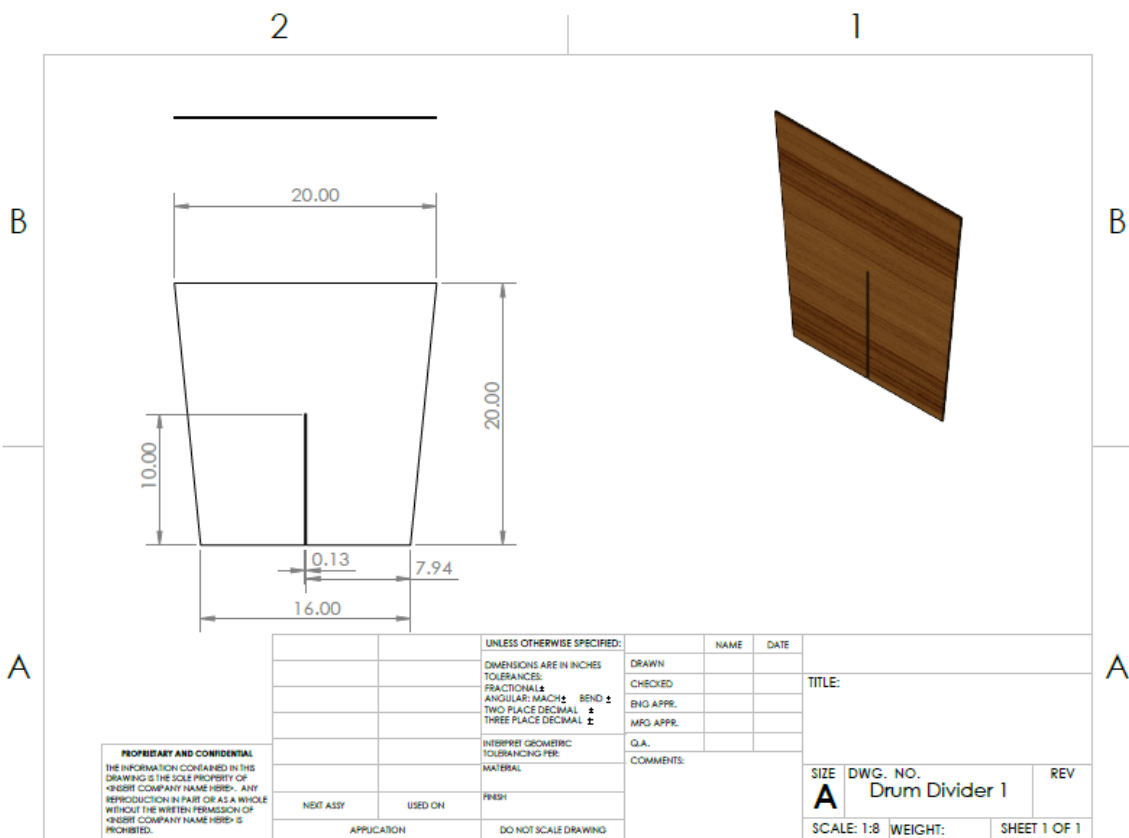 2 1
B B
20.00
20.00
10.00
0.13
7.94
16.00
A A
UNLESS OTHERWISE SPECIFIED:
DIMENSIONS ARE IN INCHES
TOLERANCES:
FRACTIONAL±
ANGULAR: MACH± BEND ±
TWO PLACE DECIMAL ±
THREE PLACE DECIMAL ±
INTERPRET GEOMETRIC
TOLERANCING PER:
MATERIAL
FINISH
DO NOT SCALE DRAWING
NAME DATE
DRAWN
CHECKED
ENG APPR.
MFG APPR.
Q.A.
COMMENTS:
TITLE:
SIZE DWG. NO. REV
A Drum Divider 1
SCALE: 1:8 WEIGHT: SHEET 1 OF 1
PROPRIETARY AND CONFIDENTIAL
THE INFORMATION CONTAINED IN THIS
DRAWING IS THE SOLE PROPERTY OF
<INSERT COMPANY NAME HERE>. ANY
REPRODUCTION IN PART OR AS A WHOLE
WITHOUT THE WRITTEN PERMISSION OF
<INSERT COMPANY NAME HERE> IS
PROHIBITED.
NEXT ASSY USED ON
APPLICATION